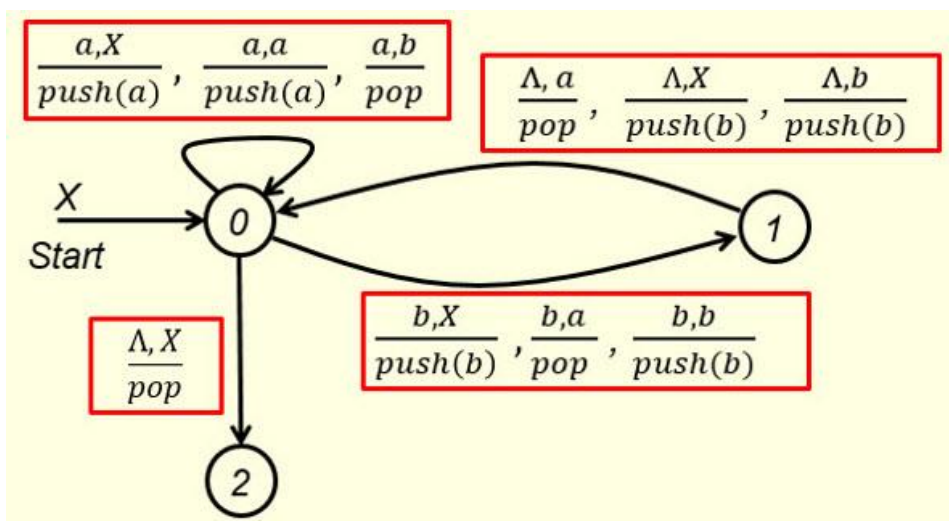 a,X/push(a) , a,a/push(a) , a,b/pop
Λ, a/pop , Λ,X/push(b) , Λ,b/push(b)
X
Start
0
1
b,X/push(b) , b,a/pop , b,b/push(b)
Λ, X/pop
2